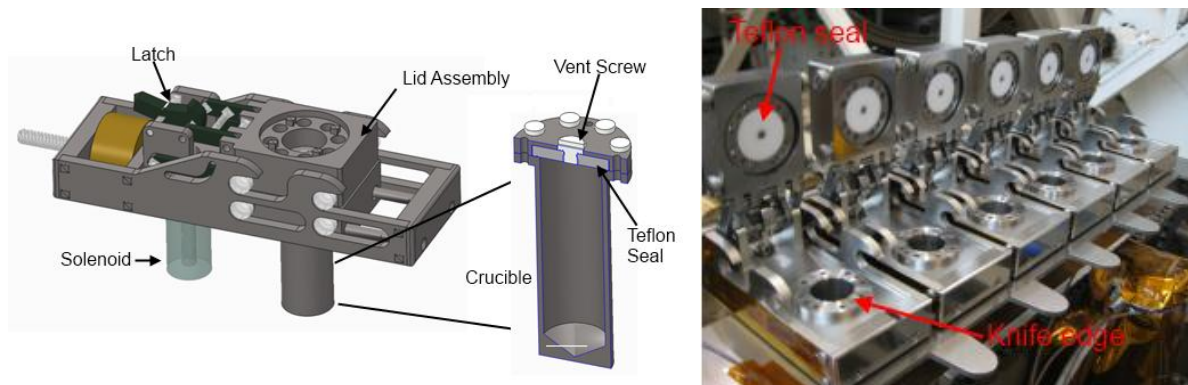 Latch
Lid Assembly
Vent Screw
Solenoid
Crucible
Teflon
Seal
Teflon seal
Knife edge